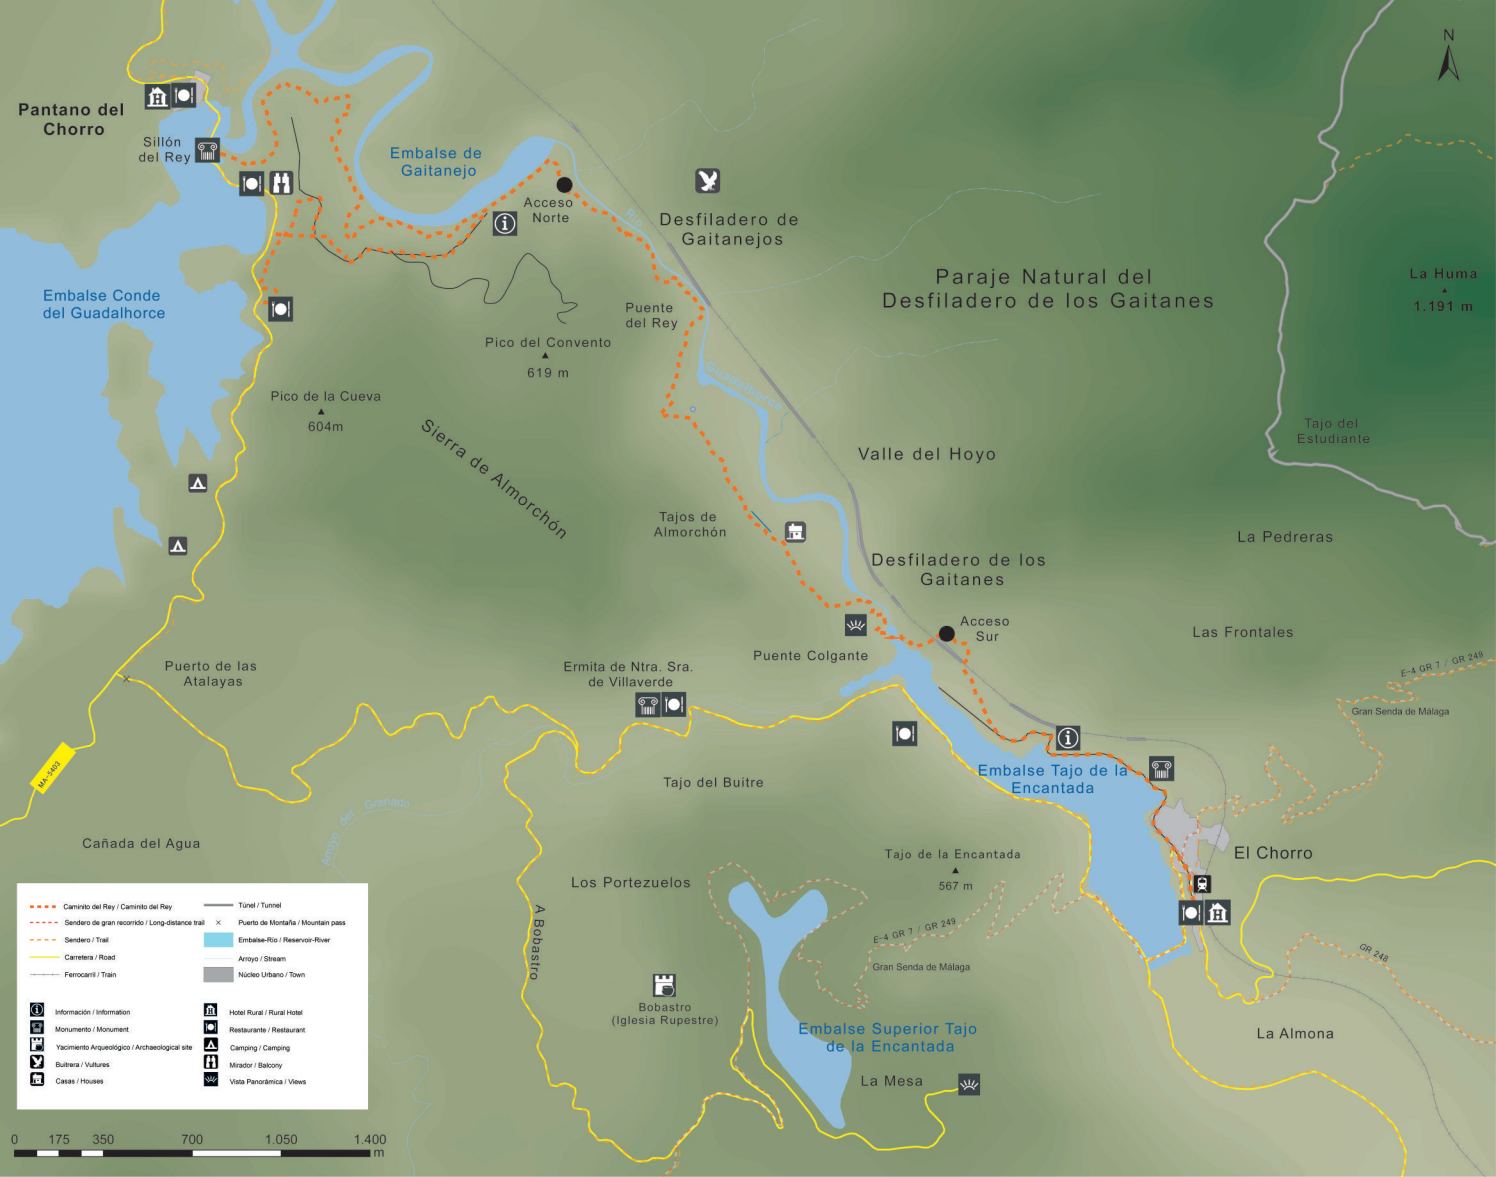 N
Pantano del
Chorro
Sillón
del Rey
Embalse de
Gaitanejo
Acceso
Norte
Río
Desfiladero de
Gaitanejos
Paraje Natural del
Desfiladero de los Gaitanes
La Huma
1.191 m
Embalse Conde
del Guadalhorce
Puente
del Rey
Pico del Convento
619 m
Guadalhorce
Pico de la Cueva
604m
Sierra de Almorchón
Tajo del
Estudiante
Valle del Hoyo
Tajos de
Almorchón
La Pedreras
Desfiladero de los
Gaitanes
Acceso
Sur
Las Frontales
Puente Colgante
Puerto de las
Atalayas
Ermita de Ntra. Sra.
de Villaverde
E-4 GR 7 / GR 249
Gran Senda de Málaga
MA-5403
Tajo del Buitre
Embalse Tajo de la
Encantada
Arroyo del Granado
Cañada del Agua
El Chorro
Tajo de la Encantada
567 m
Los Portezuelos
A Bobastro
E-4 GR 7 / GR 249
Gran Senda de Málaga
GR 248
Bobastro
(Iglesia Rupestre)
Embalse Superior Tajo
de la Encantada
La Almona
La Mesa
Caminito del Rey / Caminito del Rey
Sendero de gran recorrido / Long-distance trail
Sendero / Trail
Carretera / Road
Ferrocarril / Train
Túnel / Tunnel
Puerto de Montaña / Mountain pass
Embalse-Río / Reservoir-River
Arroyo / Stream
Núcleo Urbano / Town
Información / Information
Monumento / Monument
Yacimiento Arqueológico / Archaeological site
Buitrera / Vultures
Casas / Houses
Hotel Rural / Rural Hotel
Restaurante / Restaurant
Camping / Camping
Mirador / Balcony
Vista Panorámica / Views
0 175 350 700 1.050 1.400
m